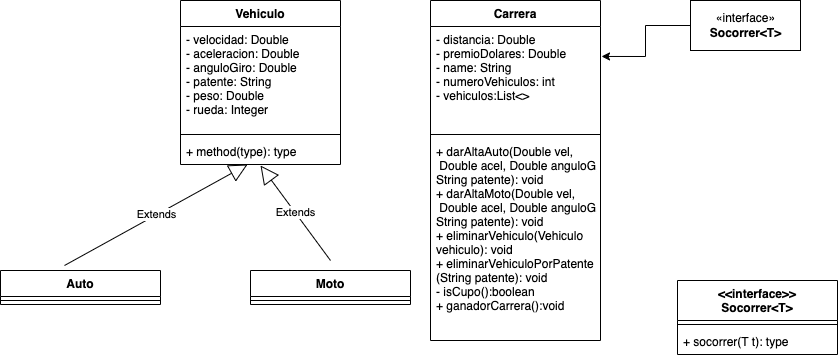 Vehiculo
- velocidad: Double
- aceleracion: Double
- anguloGiro: Double
- patente: String
- peso: Double
- rueda: Integer
+ method(type): type
Extends
Extends
Auto
Moto
Carrera
- distancia: Double
- premioDolares: Double
- name: String
- numeroVehiculos: int
- vehiculos:List<>
+ darAltaAuto(Double vel,
Double acel, Double anguloG
String patente): void
+ darAltaMoto(Double vel,
Double acel, Double anguloG
String patente): void
+ eliminarVehiculo(Vehiculo
vehiculo): void
+ eliminarVehiculoPorPatente
(String patente): void
- isCupo():boolean
+ ganadorCarrera():void
«interface»
Socorrer<T>
<<interface>>
Socorrer<T>
+ socorrer(T t): type